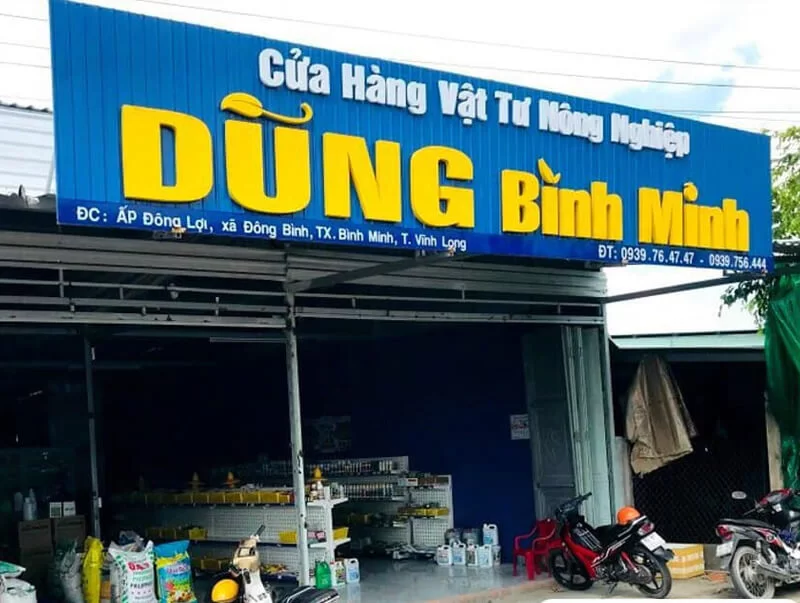 Cửa Hàng Vật Tư Nông Nghiệp
DŨNG Bình Minh
ĐC: ẤP Đông Lợi, xã Đông Bình, TX. Bình Minh, T. Vĩnh Long
ĐT: 0939.76.47.47 - 0939.756.444